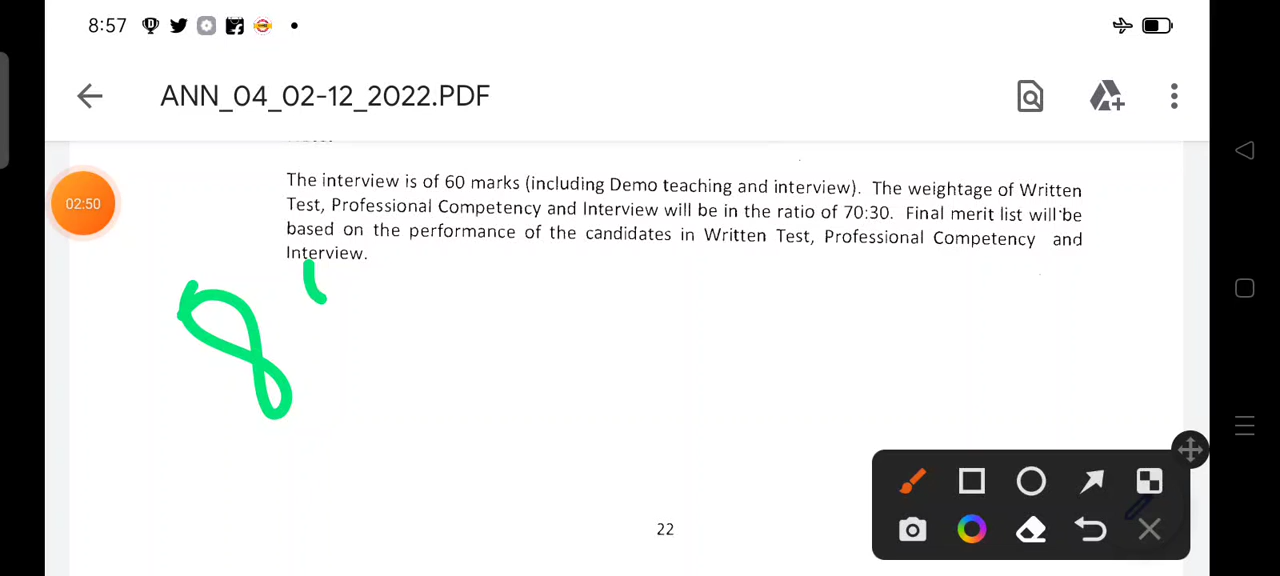 8:57
ANN_04_02-12_2022.PDF
The interview is of 60 marks (including Demo teaching and interview). The weightage of Written
02:50
Test, Professional Competency and Interview will be in the ratio of 70:30. Final merit list will be
based on the performance of the candidates in Written Test, Professional Competency and
Interview.
8
22